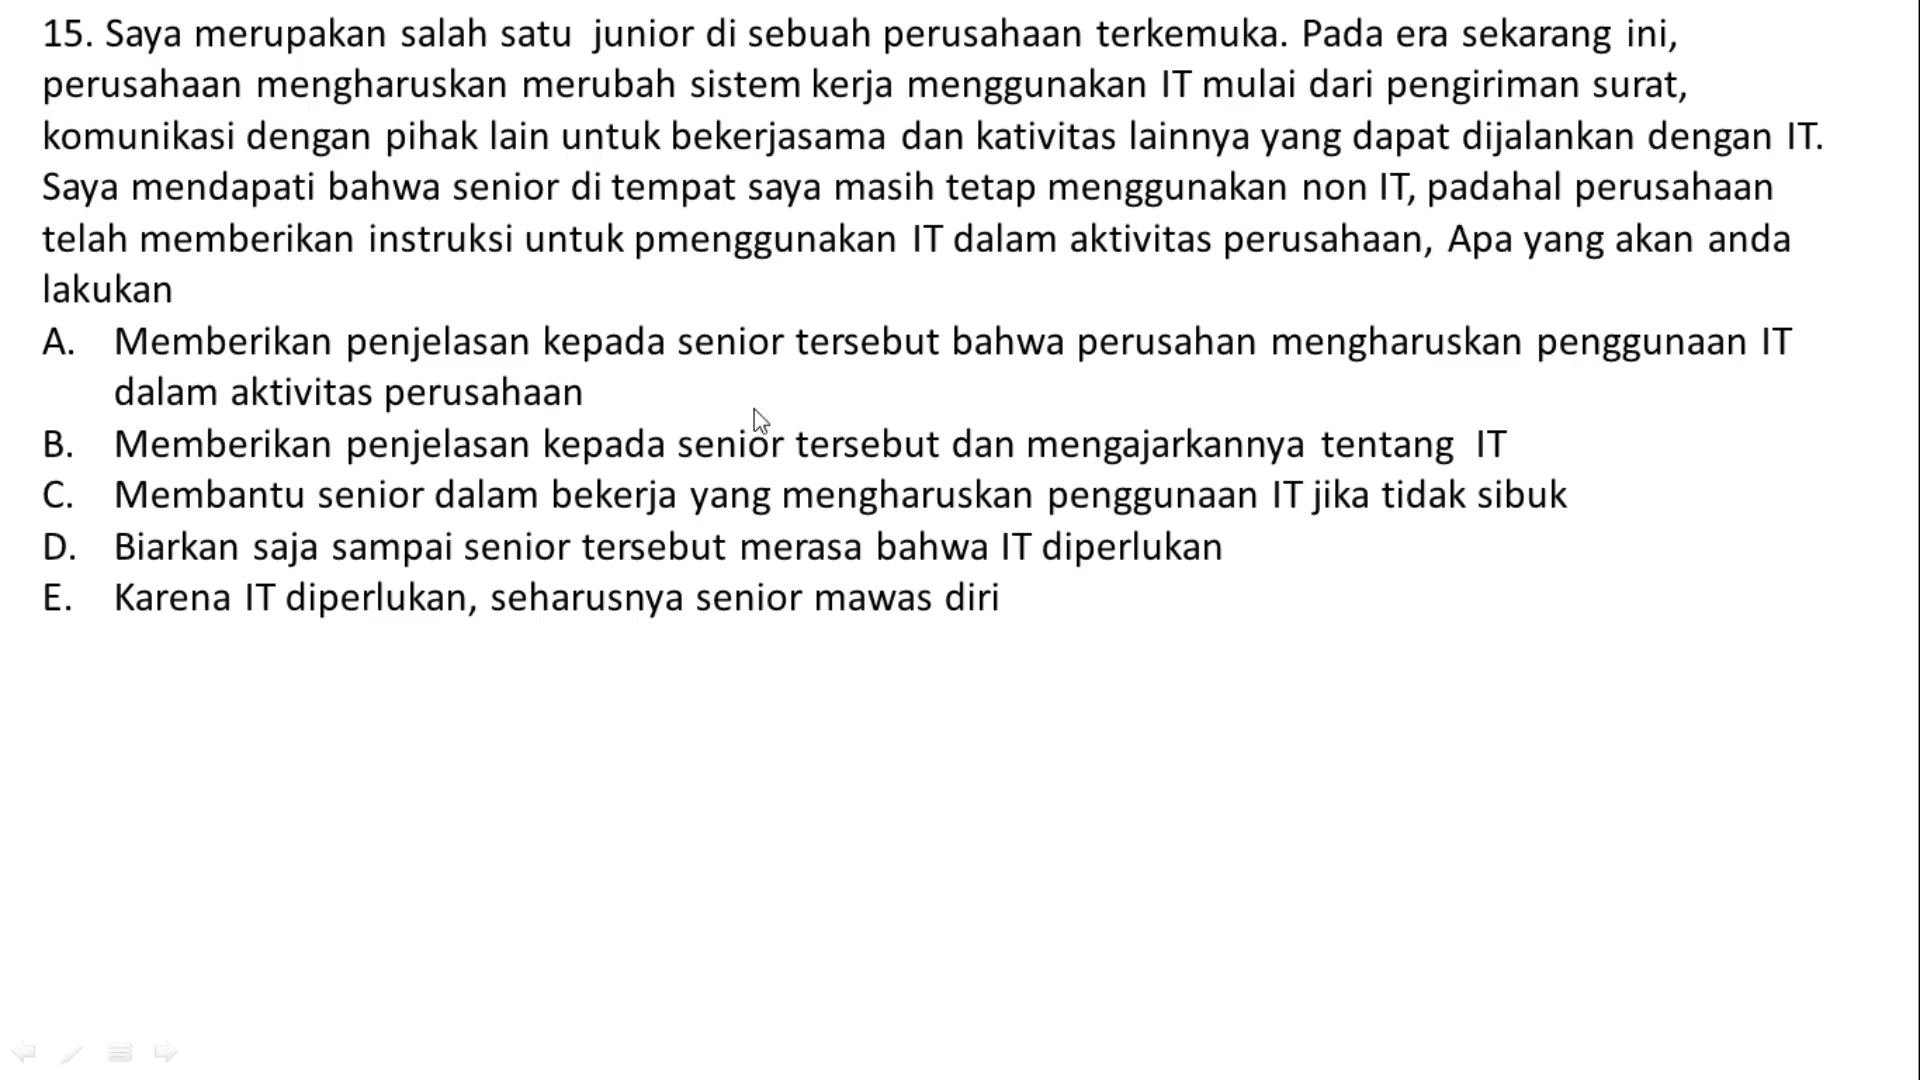 15. Saya merupakan salah satu junior di sebuah perusahaan terkemuka. Pada era sekarang ini,
perusahaan mengharuskan merubah sistem kerja menggunakan IT mulai dari pengiriman surat,
komunikasi dengan pihak lain untuk bekerjasama dan kativitas lainnya yang dapat dijalankan dengan IT.
Saya mendapati bahwa senior di tempat saya masih tetap menggunakan non IT, padahal perusahaan
telah memberikan instruksi untuk pmenggunakan IT dalam aktivitas perusahaan, Apa yang akan anda
lakukan
A. Memberikan penjelasan kepada senior tersebut bahwa perusahan mengharuskan penggunaan IT
dalam aktivitas perusahaan
B. Memberikan penjelasan kepada senior tersebut dan mengajarkannya tentang IT
C. Membantu senior dalam bekerja yang mengharuskan penggunaan IT jika tidak sibuk
D. Biarkan saja sampai senior tersebut merasa bahwa IT diperlukan
E. Karena IT diperlukan, seharusnya senior mawas diri